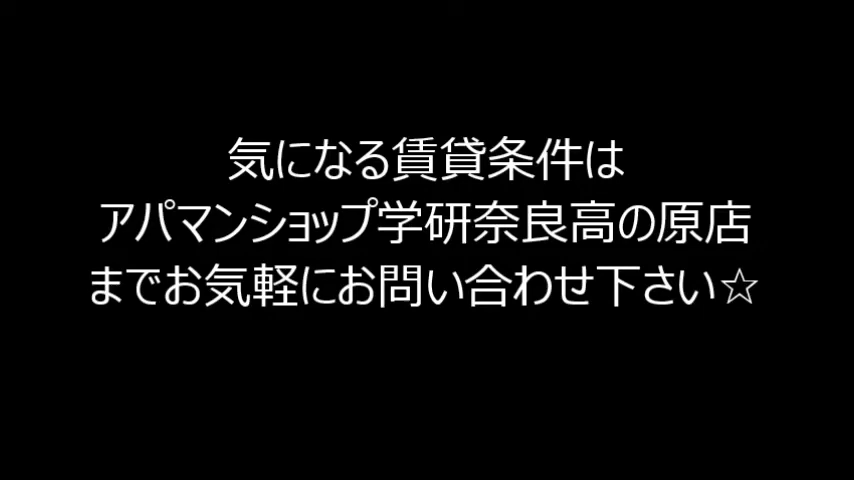 気になる賃貸条件は
アパマンショップ学研奈良高の原店
までお気軽にお問い合わせ下さい☆